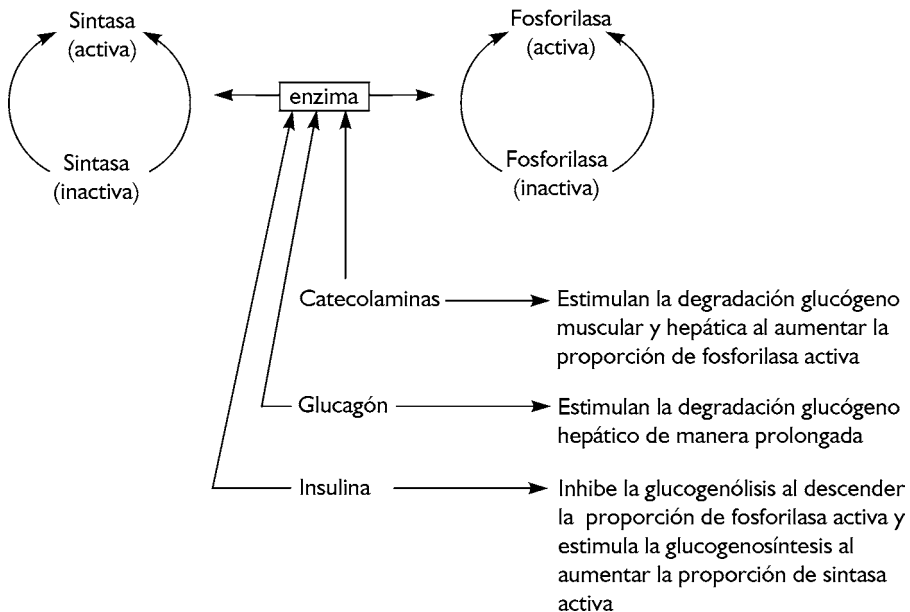 Sintasa
(activa)
Fosforilasa
(activa)
enzima
Sintasa
(inactiva)
Fosforilasa
(inactiva)
Catecolaminas
Estimulan la degradación glucógeno
muscular y hepática al aumentar la
proporción de fosforilasa activa
Glucagón
Estimulan la degradación glucógeno
hepático de manera prolongada
Insulina
Inhibe la glucogenólisis al descender
la proporción de fosforilasa activa y
estimula la glucogenosíntesis al
aumentar la proporción de sintasa
activa